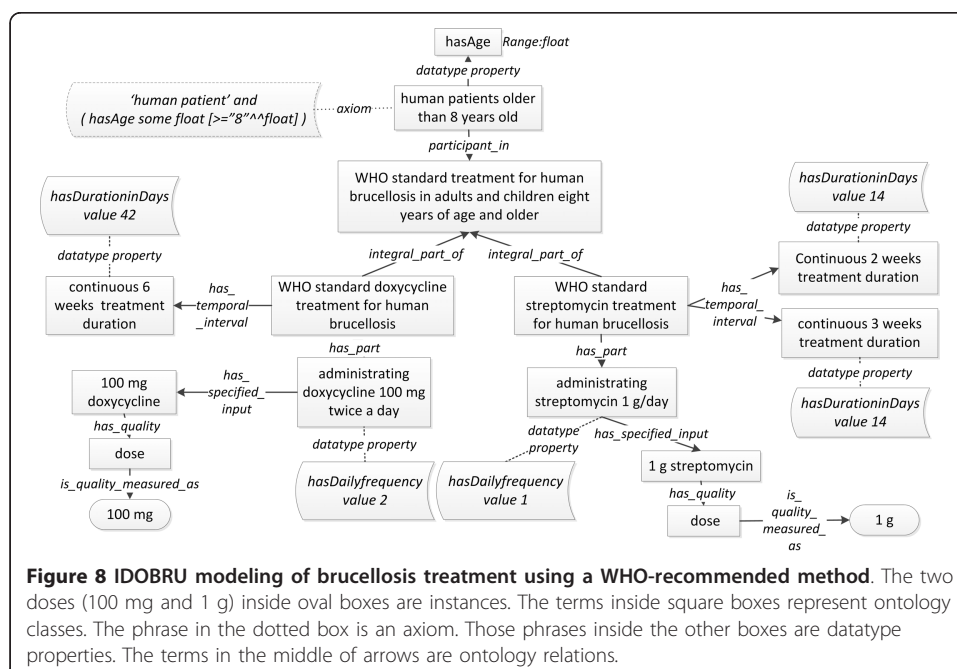 hasAge Range:float
datatype property
'human patient' and
( hasAge some float [>="8"^^float] )
axiom
human patients older
than 8 years old
participant_in
WHO standard treatment for human
brucellosis in adults and children eight
years of age and older
hasDurationinDays
value 42
datatype property
continuous 6
weeks treatment
duration
has_
temporal
_interval
integral_part_of
WHO standard doxycycline
treatment for human
brucellosis
has_part
administrating
doxycycline 100 mg
twice a day
has_
specified_
input
100 mg
doxycycline
has_quality
dose
is_quality_measured_as
100 mg
datatype property
hasDailyfrequency
value 2
integral_part_of
WHO standard
streptomycin treatment
for human brucellosis
has_
temporal_
interval
hasDurationinDays
value 14
datatype property
Continuous 2 weeks
treatment duration
continuous 3 weeks
treatment duration
datatype property
hasDurationinDays
value 14
has_part
administrating
streptomycin 1 g/day
datatype
property
hasDailyfrequency
value 1
has_specified_input
1 g streptomycin
has_quality
dose
is_
quality_
measured_
as
1 g
Figure 8 IDOBRU modeling of brucellosis treatment using a WHO-recommended method. The two
doses (100 mg and 1 g) inside oval boxes are instances. The terms inside square boxes represent ontology
classes. The phrase in the dotted box is an axiom. Those phrases inside the other boxes are datatype
properties. The terms in the middle of arrows are ontology relations.